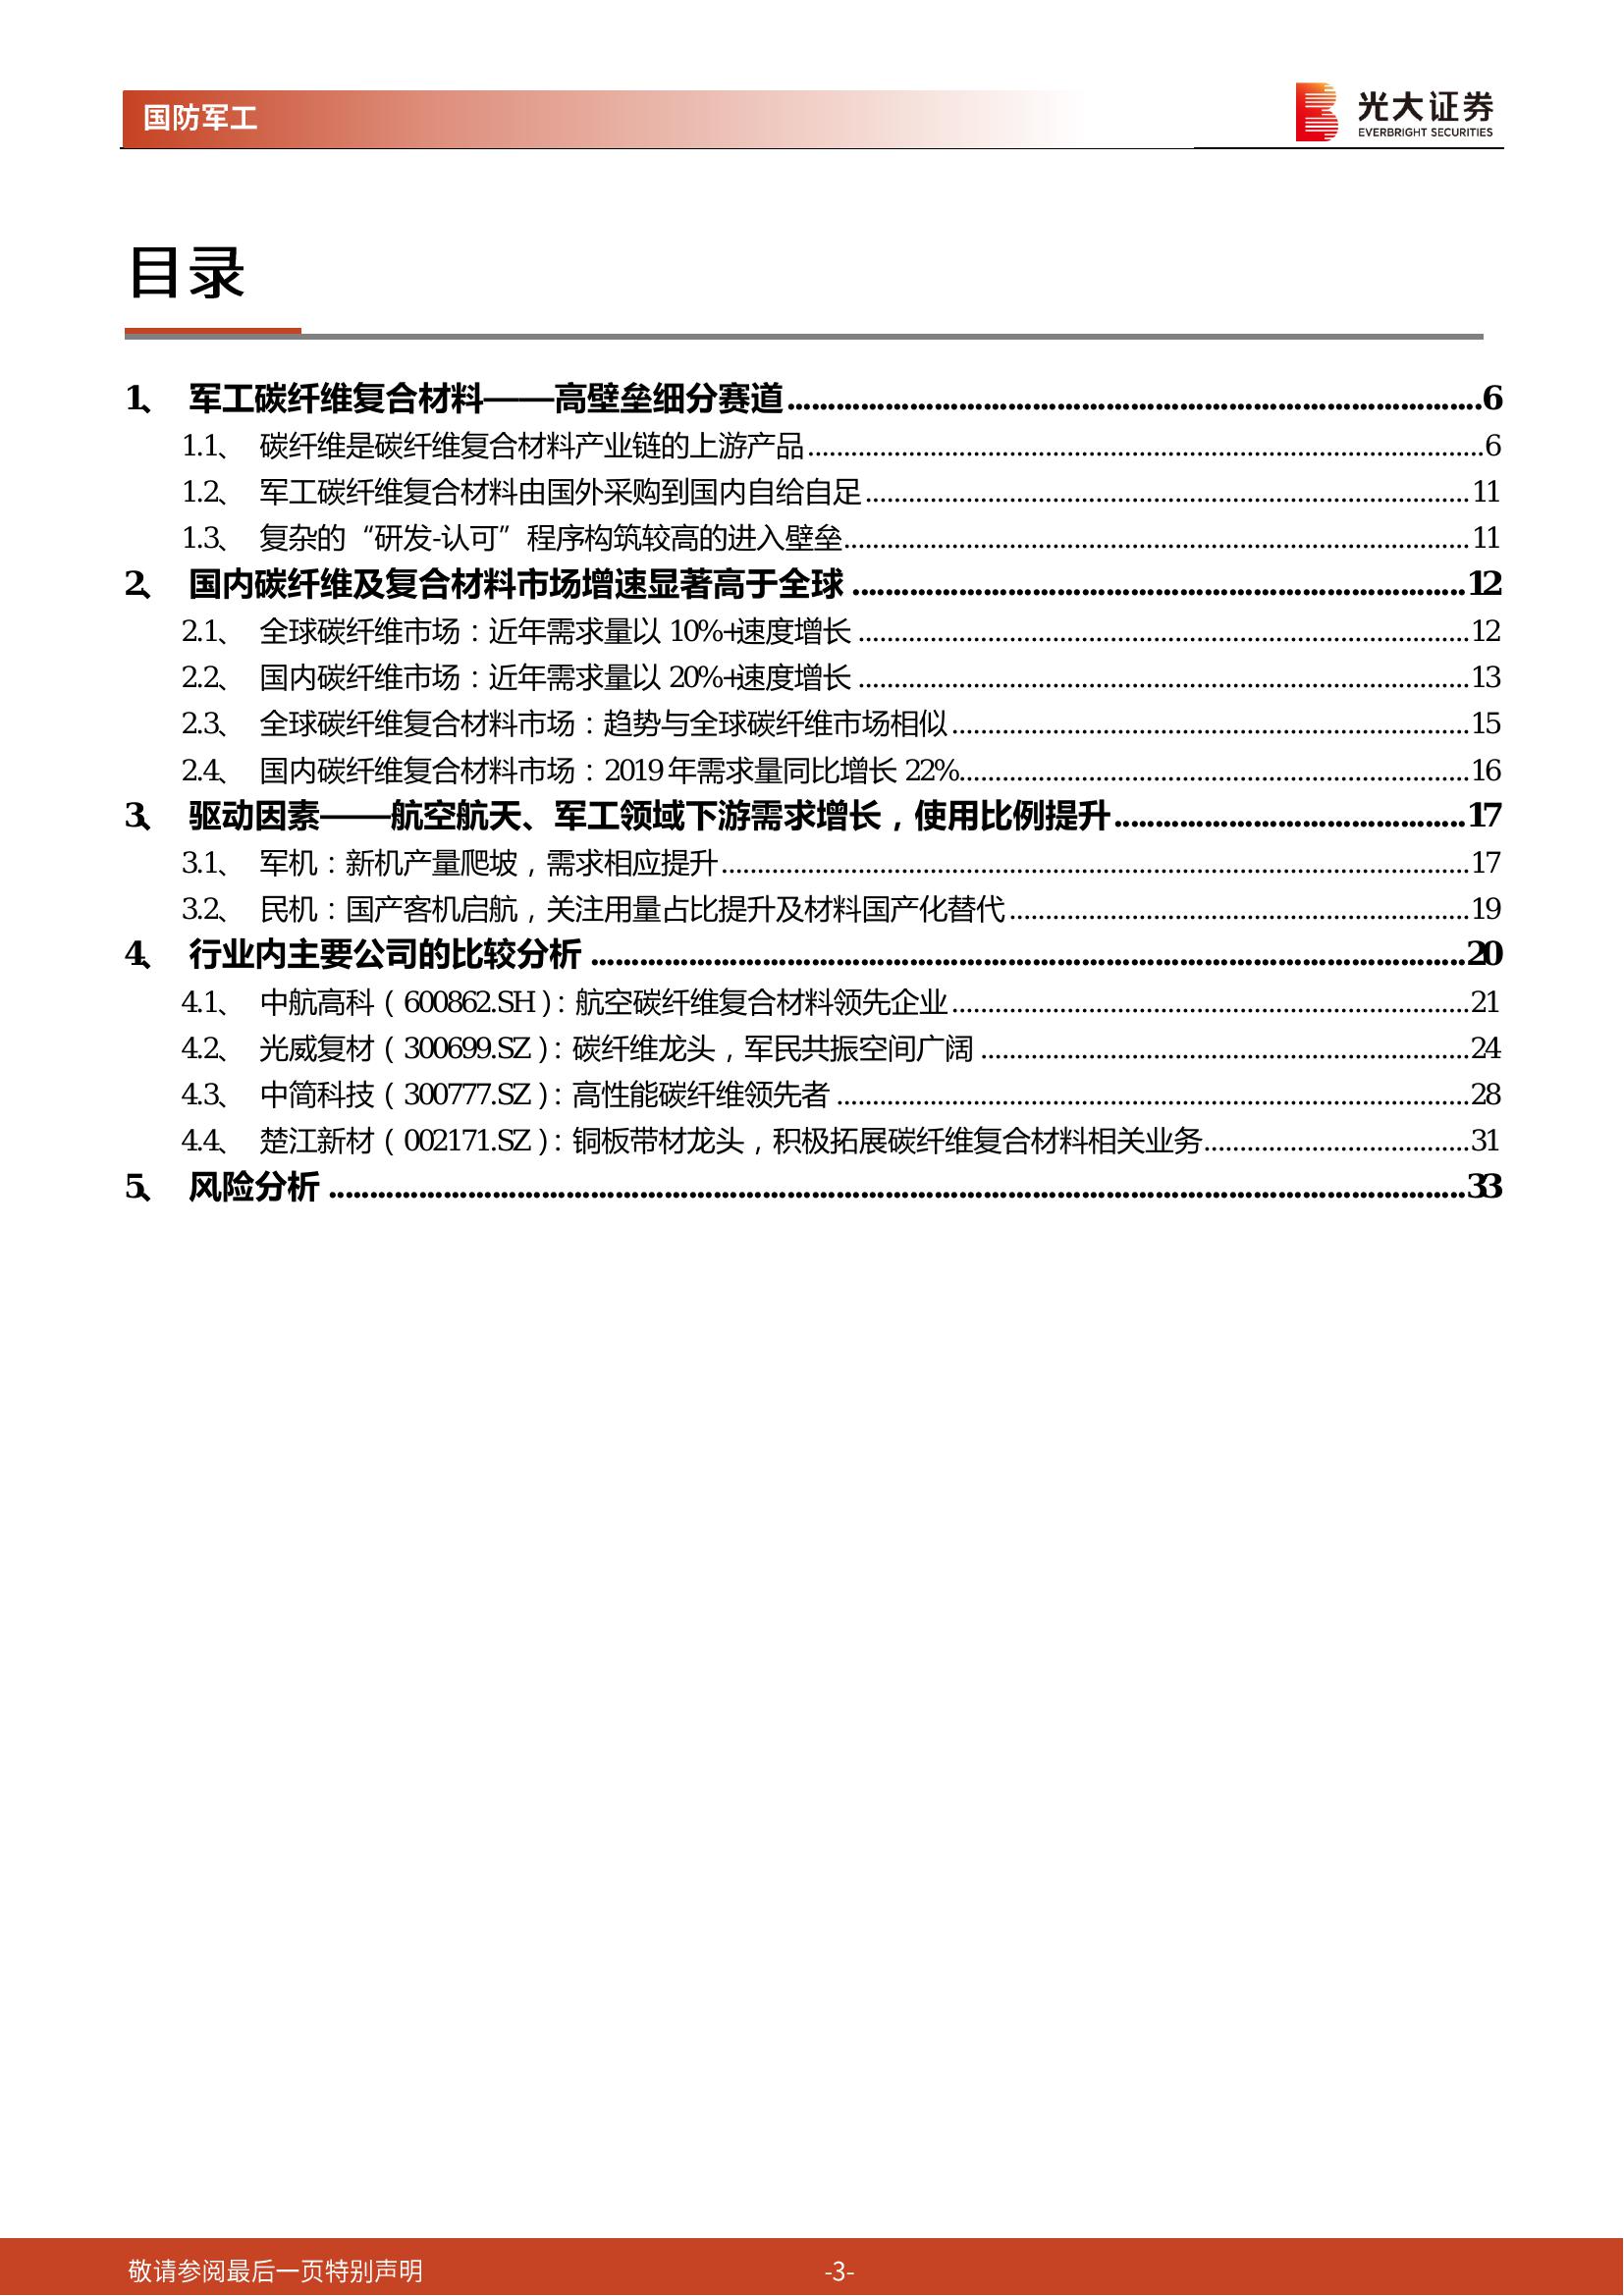 国防军工
光大证券
EVERBRIGHT SECURITIES
目录
1、 军工碳纤维复合材料——高壁垒细分赛道........................6
1.1、 碳纤维是碳纤维复合材料产业链的上游产品........................6
1.2、 军工碳纤维复合材料由国外采购到国内自给自足........................11
1.3、 复杂的“研发-认可”程序构筑较高的进入壁垒........................11
2、 国内碳纤维及复合材料市场增速显著高于全球........................12
2.1、 全球碳纤维市场：近年需求量以 10%+速度增长........................12
2.2、 国内碳纤维市场：近年需求量以 20%+速度增长........................13
2.3、 全球碳纤维复合材料市场：趋势与全球碳纤维市场相似........................15
2.4、 国内碳纤维复合材料市场：2019 年需求量同比增长 22%........................16
3、 驱动因素——航空航天、军工领域下游需求增长，使用比例提升........................17
3.1、 军机：新机产量爬坡，需求相应提升........................17
3.2、 民机：国产客机启航，关注用量占比提升及材料国产化替代........................19
4、 行业内主要公司的比较分析........................20
4.1、 中航高科（600862.SH）：航空碳纤维复合材料领先企业........................21
4.2、 光威复材（300699.SZ）：碳纤维龙头，军民共振空间广阔........................24
4.3、 中简科技（300777.SZ）：高性能碳纤维领先者........................28
4.4、 楚江新材（002171.SZ）：铜板带材龙头，积极拓展碳纤维复合材料相关业务........................31
5、 风险分析........................33
敬请参阅最后一页特别声明 -3-